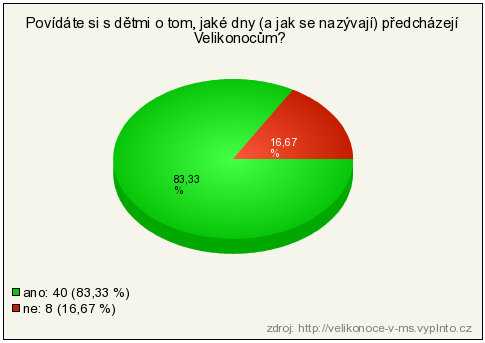 Povídáte si s dětmi o tom, jaké dny (a jak se nazývají) předcházejí
Velikonocům?
16,67
%
83,33
%
ano: 40 (83,33 %)
ne: 8 (16,67 %)
zdroj: http://velikonoce-v-ms.vyplnto.cz